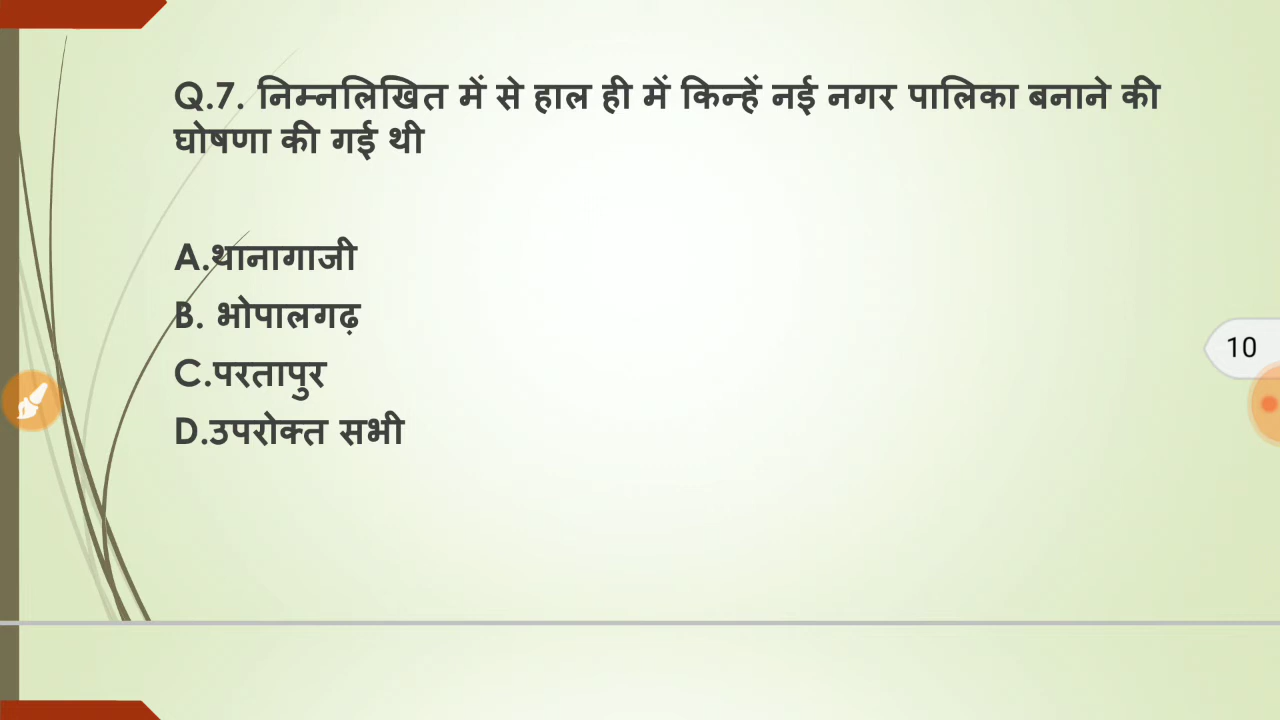 Q.7. निम्नलिखित में से हाल ही में किन्हें नई नगर पालिका बनाने की
घोषणा की गई थी
A.थानागाजी
B. भोपालगढ़
C.परतापुर
D.उपरोक्त सभी
10